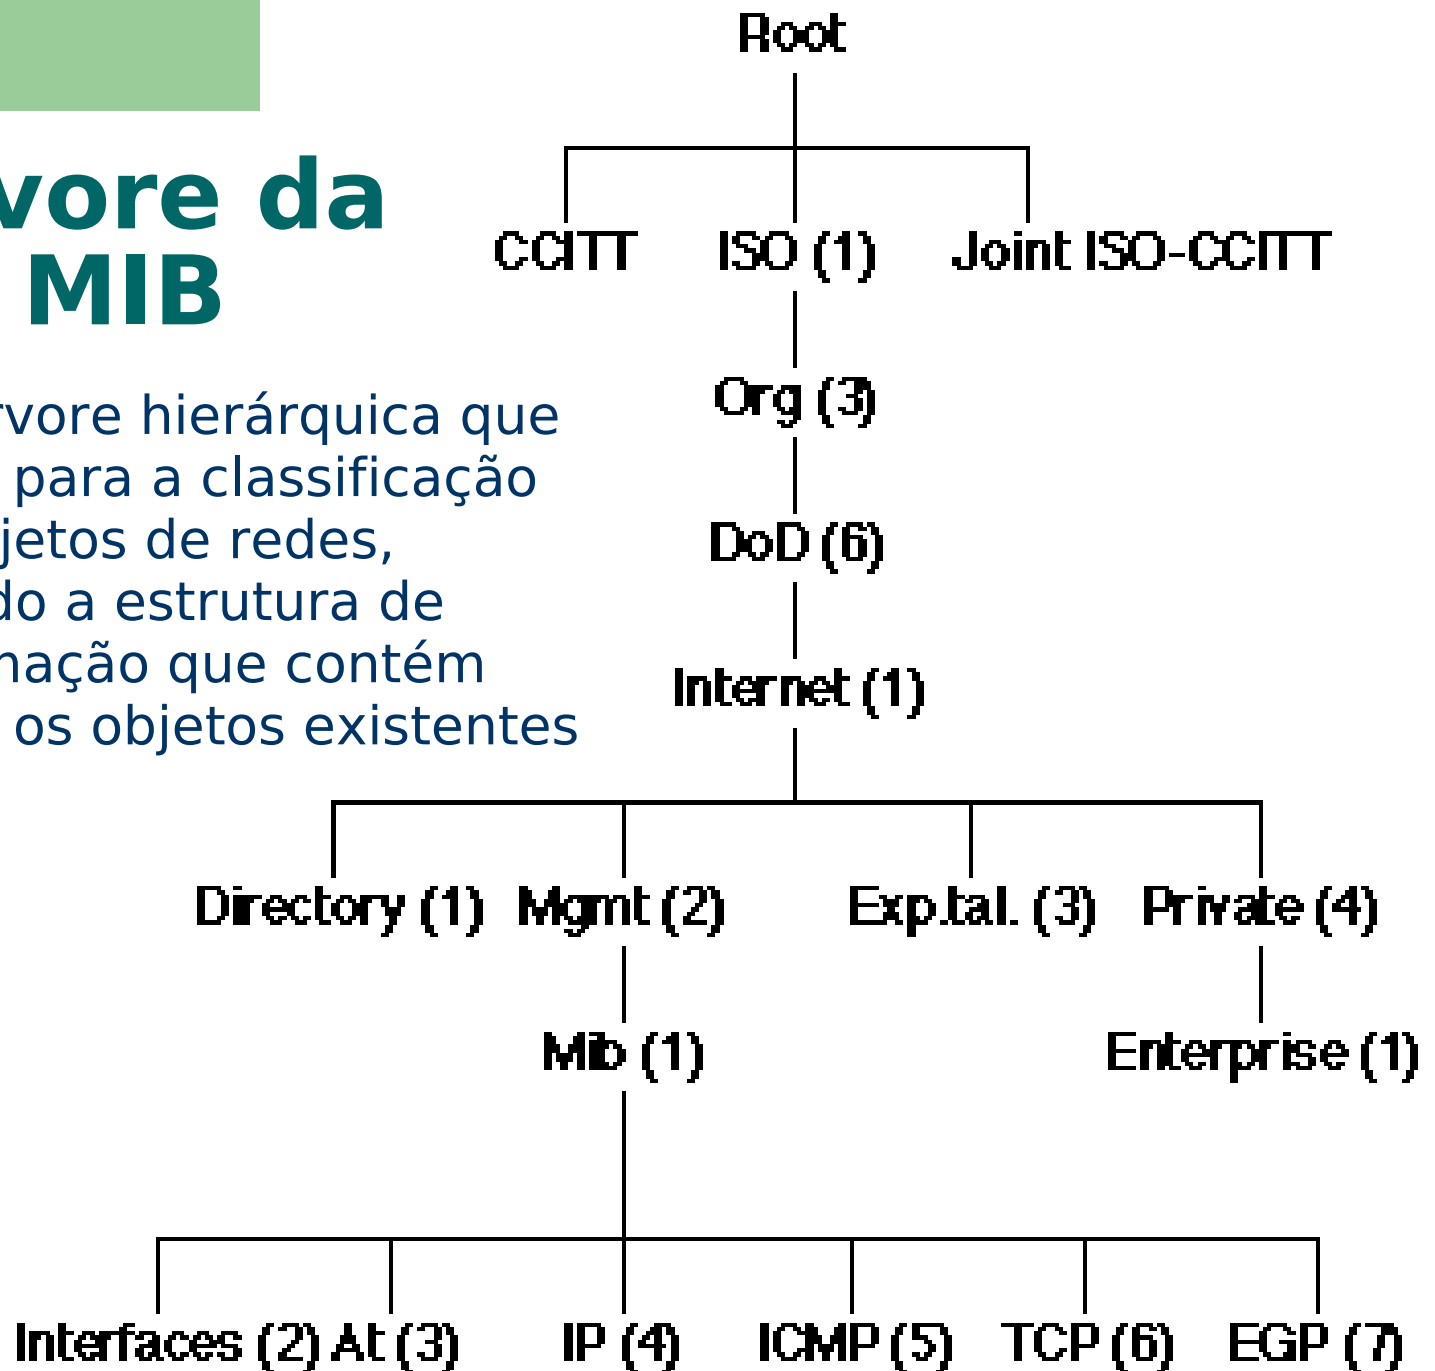 vore da
MIB
rvore hierárquica que
para a classificação
jetos de redes,
do a estrutura de
mação que contém
os objetos existentes
Root
CCITT ISO (1) Joint ISO-CCITT
Org (3)
DoD (6)
Internet (1)
Directory (1) Mgmt (2) Exp.tal. (3) Private (4)
Mib (1) Enterprise (1)
Interfaces (2) At (3) IP (4) ICMP (5) TCP (6) EGP (7)